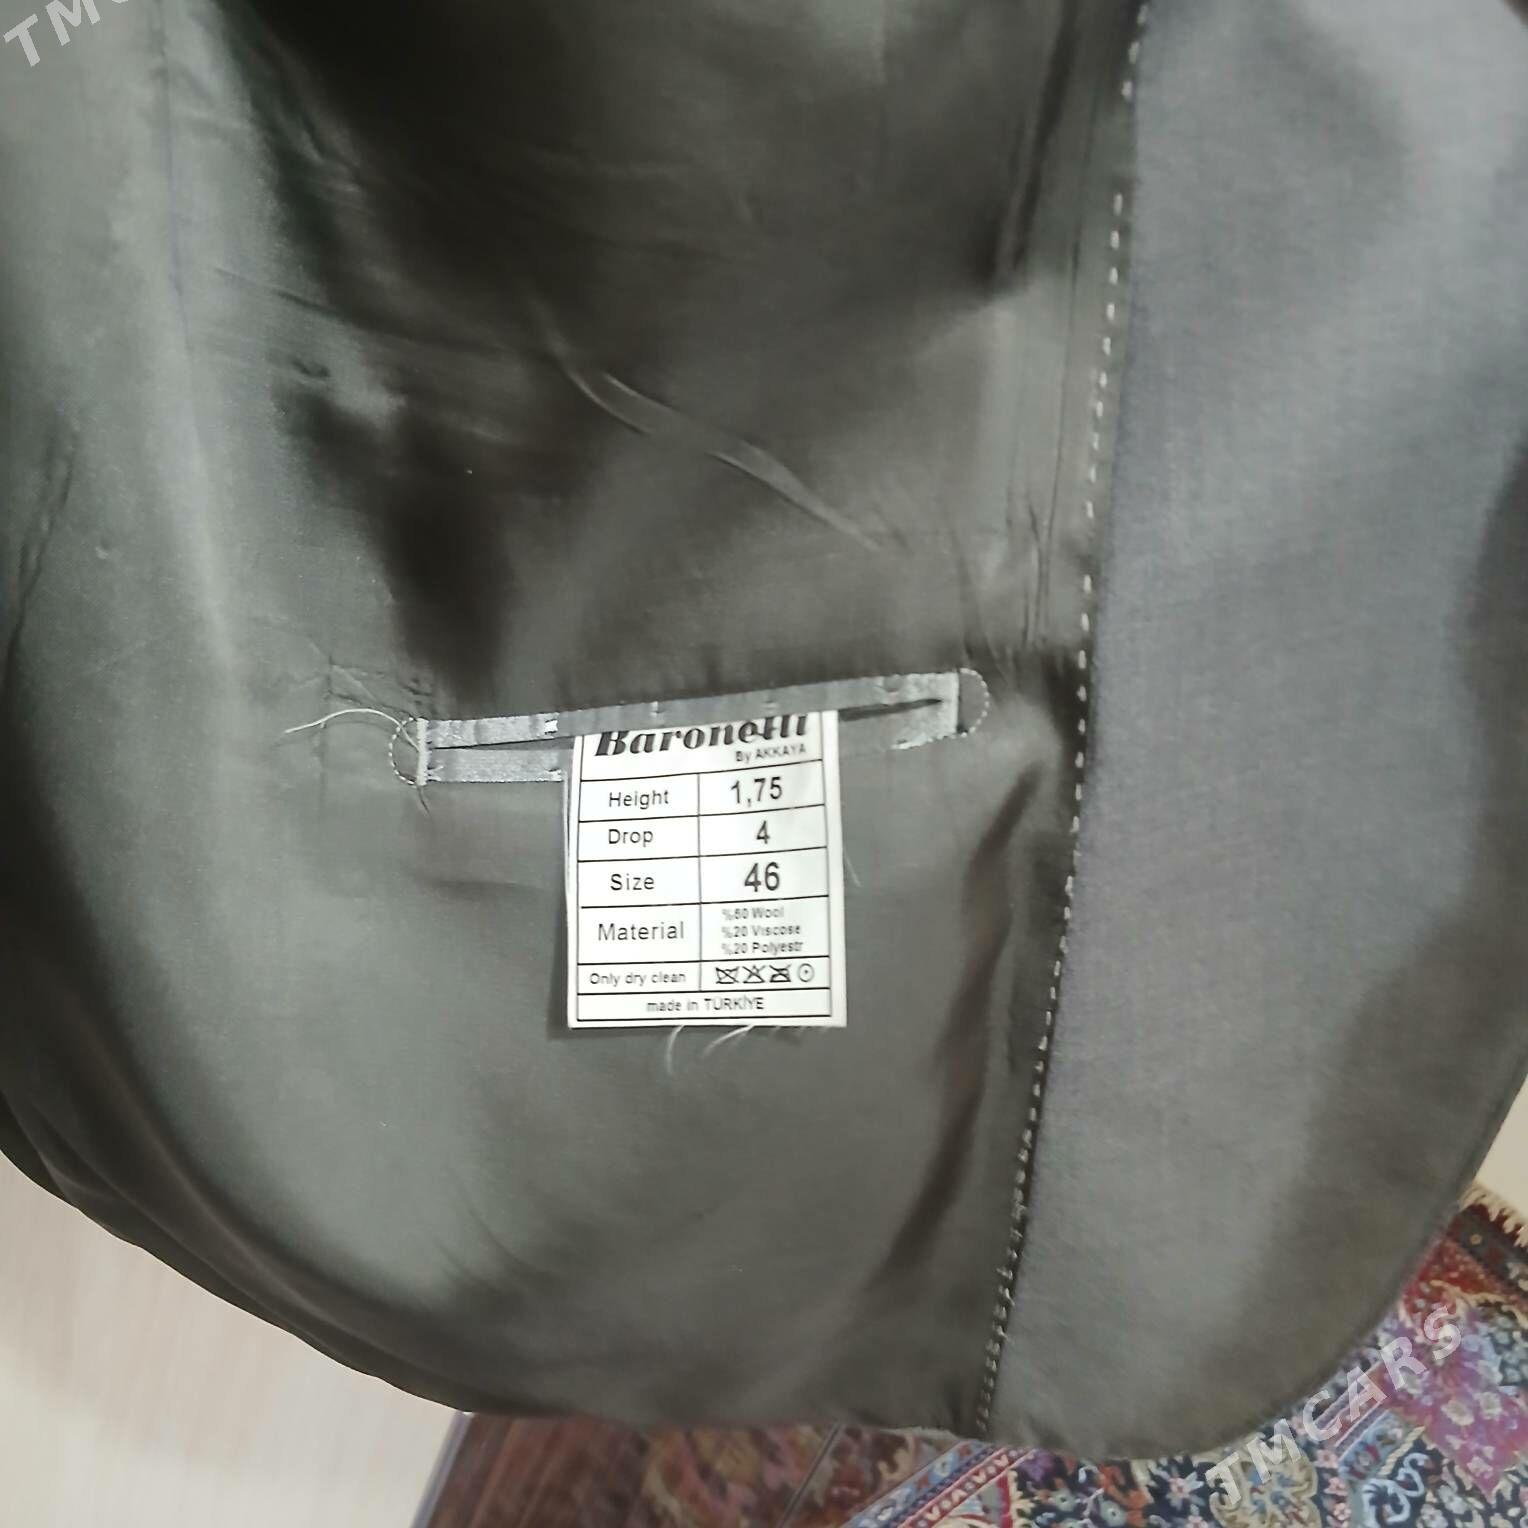 TMC
Baronetti
By AKKAYA
Height 1,75
Drop 4
Size 46
Material %60 Wool
%20 Viscose
%20 Polyestr
Only dry clean
made in TÜRKİYE
TMCARS